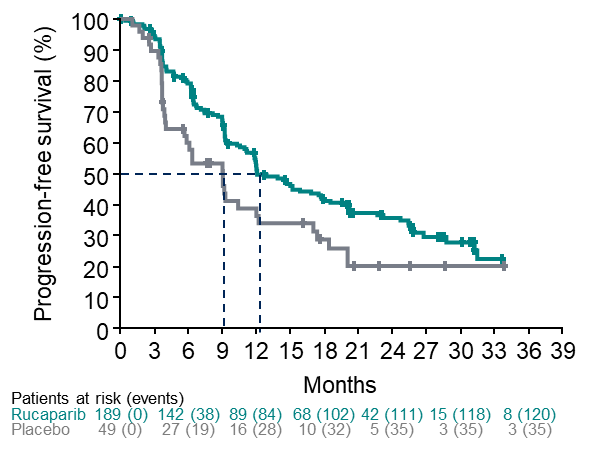 Progression-free survival (%)
100
90
80
70
60
50
40
30
20
10
0
0 3 6 9 12 15 18 21 24 27 30 33 36 39
Months
Patients at risk (events)
Rucaparib 189 (0) 142 (38) 89 (84) 68 (102) 42 (111) 15 (118) 8 (120)
Placebo 49 (0) 27 (19) 16 (28) 10 (32) 5 (35) 3 (35) 3 (35)